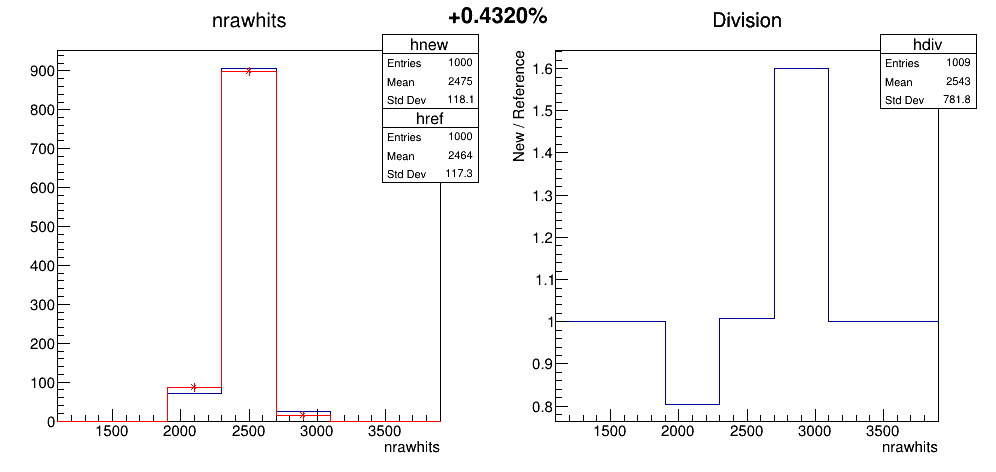 +0.4320%
nrawhits
hnew
Entries 1000
Mean 2475
Std Dev 118.1
href
Entries 1000
Mean 2464
Std Dev 117.3
900
800
700
600
500
400
300
200
100
0
1500 2000 2500 3000 3500
nrawhits
Division
hdiv
Entries 1009
Mean 2543
Std Dev 781.8
New / Reference
1.6
1.5
1.4
1.3
1.2
1.1
1
0.9
0.8
1500 2000 2500 3000 3500
nrawhits